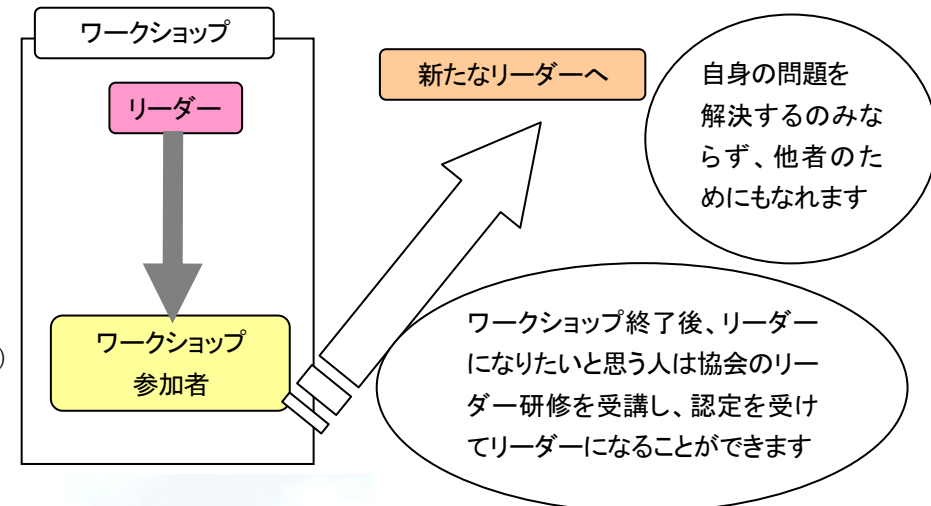 ワークショップ
リーダー
ワークショップ
参加者
新たなリーダーへ
自身の問題を
解決するのみな
らず、他者のた
めにもなれます
ワークショップ終了後、リーダー
になりたいと思う人は協会のリー
ダー研修を受講し、認定を受け
てリーダーになることができます
)